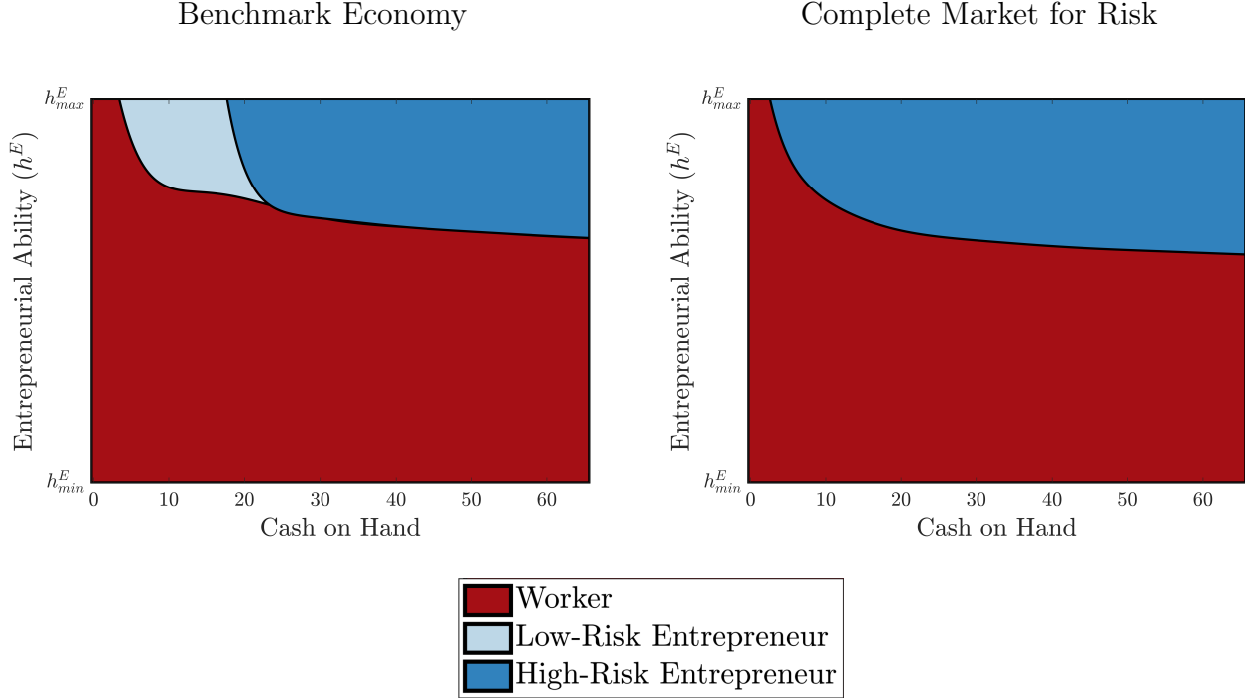 Benchmark Economy
Complete Market for Risk
h^E_max
Entrepreneurial Ability (h^E)
h^E_min
0 10 20 30 40 50 60
Cash on Hand
h^E_max
Entrepreneurial Ability (h^E)
h^E_min
0 10 20 30 40 50 60
Cash on Hand
Worker
Low-Risk Entrepreneur
High-Risk Entrepreneur